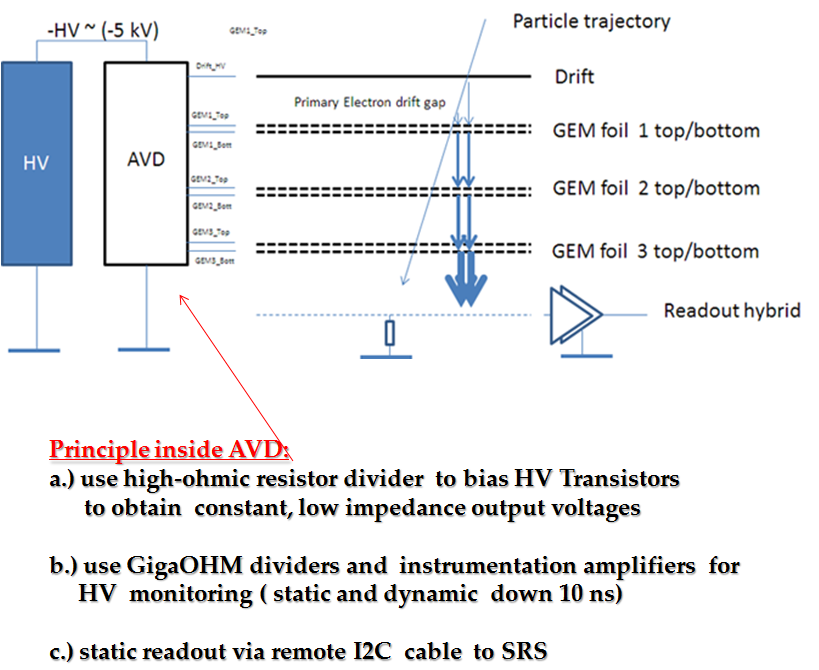 -HV ~ (-5 kV)
GEM1_Top
Particle trajectory
Drift_HV
Drift
Primary Electron drift gap
GEM1_Top
GEM foil 1 top/bottom
GEM1_Bott
HV
AVD
GEM2_Top
GEM foil 2 top/bottom
GEM2_Bott
GEM3_Top
GEM foil 3 top/bottom
GEM3_Bott
Readout hybrid
Principle inside AVD:
a.) use high-ohmic resistor divider to bias HV Transistors
to obtain constant, low impedance output voltages
b.) use GigaOHM dividers and instrumentation amplifiers for
HV monitoring ( static and dynamic down 10 ns)
c.) static readout via remote I2C cable to SRS